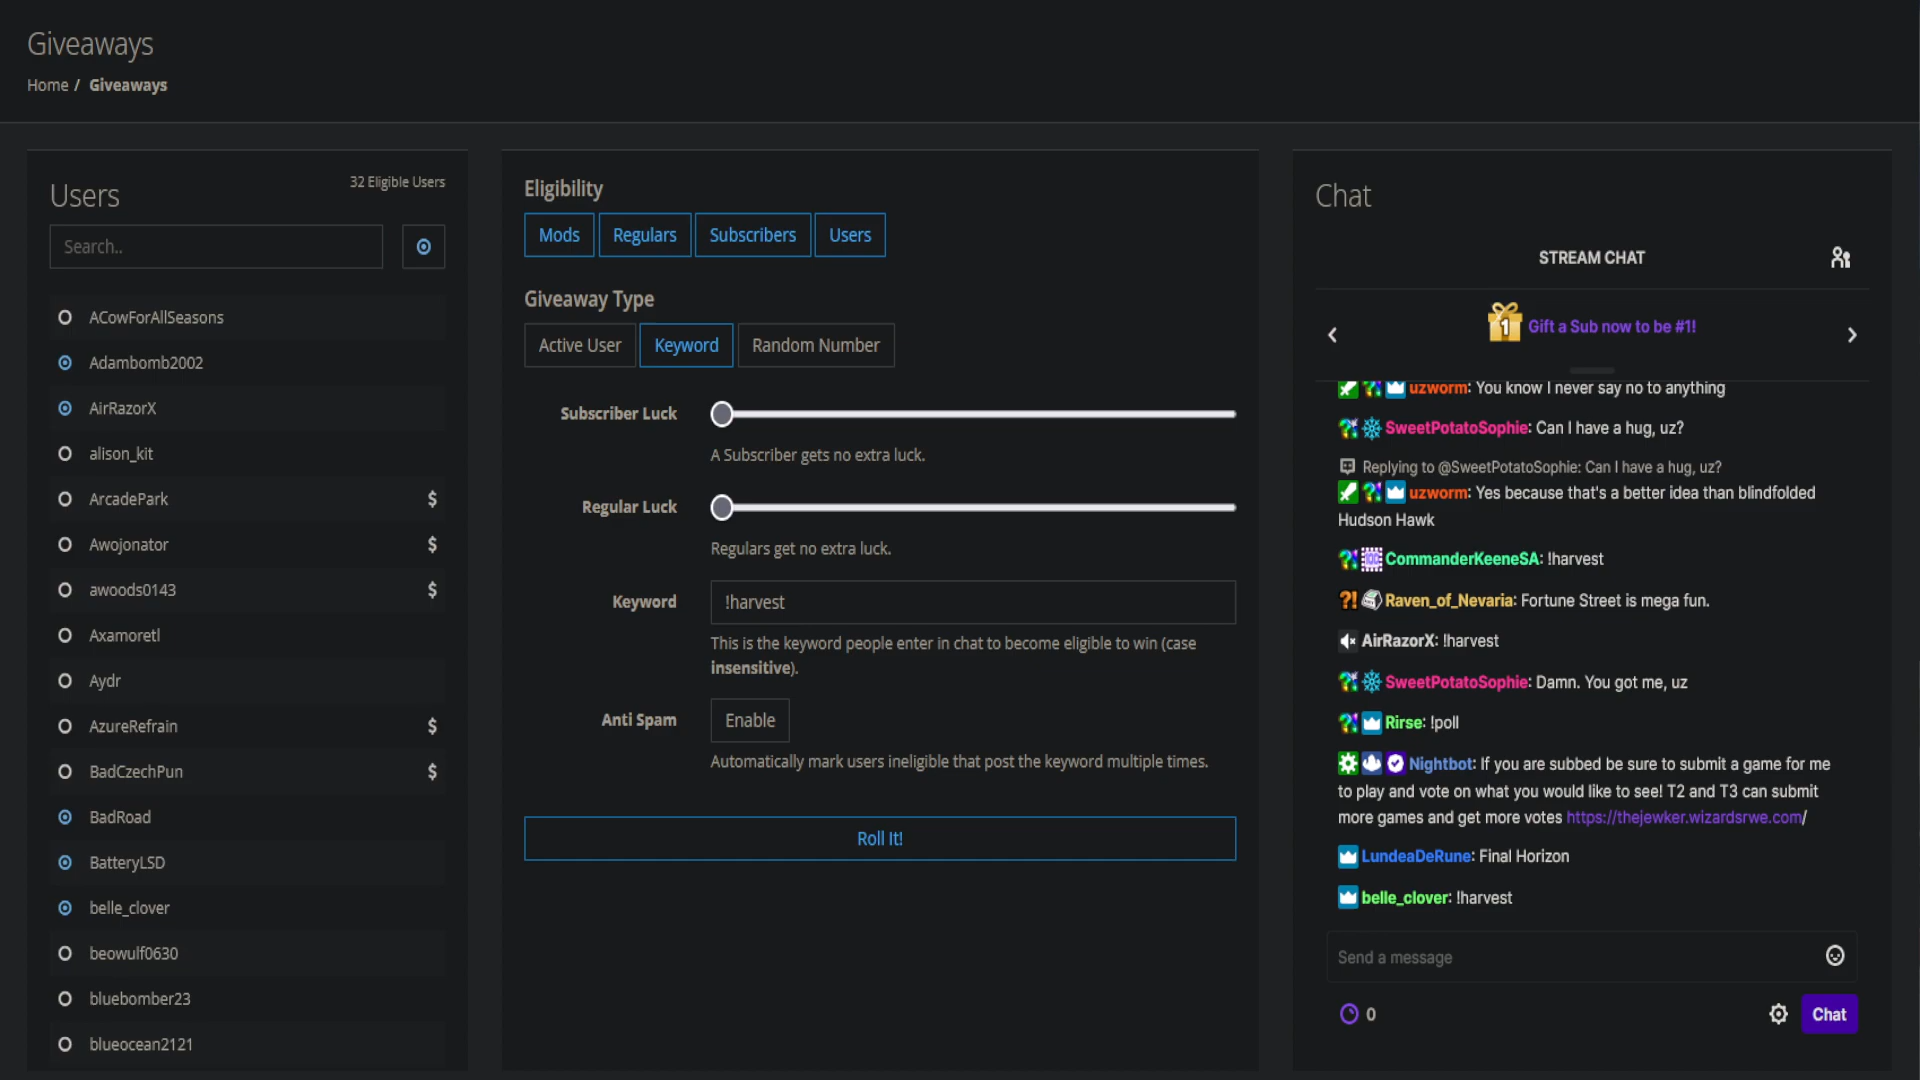 Giveaways
Home / Giveaways
Users
32 Eligible Users
Search..
ACowForAllSeasons
Adambomb2002
AirRazorX
alison_kit
ArcadePark $
Awojonator $
awoods0143 $
Axamoretl
Aydr
AzureRefrain $
BadCzechPun $
BadRoad
BatteryLSD
belle_clover
beowulf0630
bluebomber23
blueocean2121
Eligibility
Mods Regulars Subscribers Users
Giveaway Type
Active User Keyword Random Number
Subscriber Luck
A Subscriber gets no extra luck.
Regular Luck
Regulars get no extra luck.
Keyword !harvest
This is the keyword people enter in chat to become eligible to win (case
insensitive).
Anti Spam Enable
Automatically mark users ineligible that post the keyword multiple times.
Roll It!
Chat
STREAM CHAT
1 Gift a Sub now to be #1!
uzworm: You know I never say no to anything
SweetPotatoSophie: Can I have a hug, uz?
Replying to @SweetPotatoSophie: Can I have a hug, uz?
uzworm: Yes because that's a better idea than blindfolded
Hudson Hawk
CommanderKeeneSA: !harvest
?! Raven_of_Nevaria: Fortune Street is mega fun.
AirRazorX: !harvest
SweetPotatoSophie: Damn. You got me, uz
Rirse: !poll
Nightbot: If you are subbed be sure to submit a game for me
to play and vote on what you would like to see! T2 and T3 can submit
more games and get more votes https://thejewker.wizardsrwe.com/
LundeaDeRune: Final Horizon
belle_clover: !harvest
Send a message
0
Chat